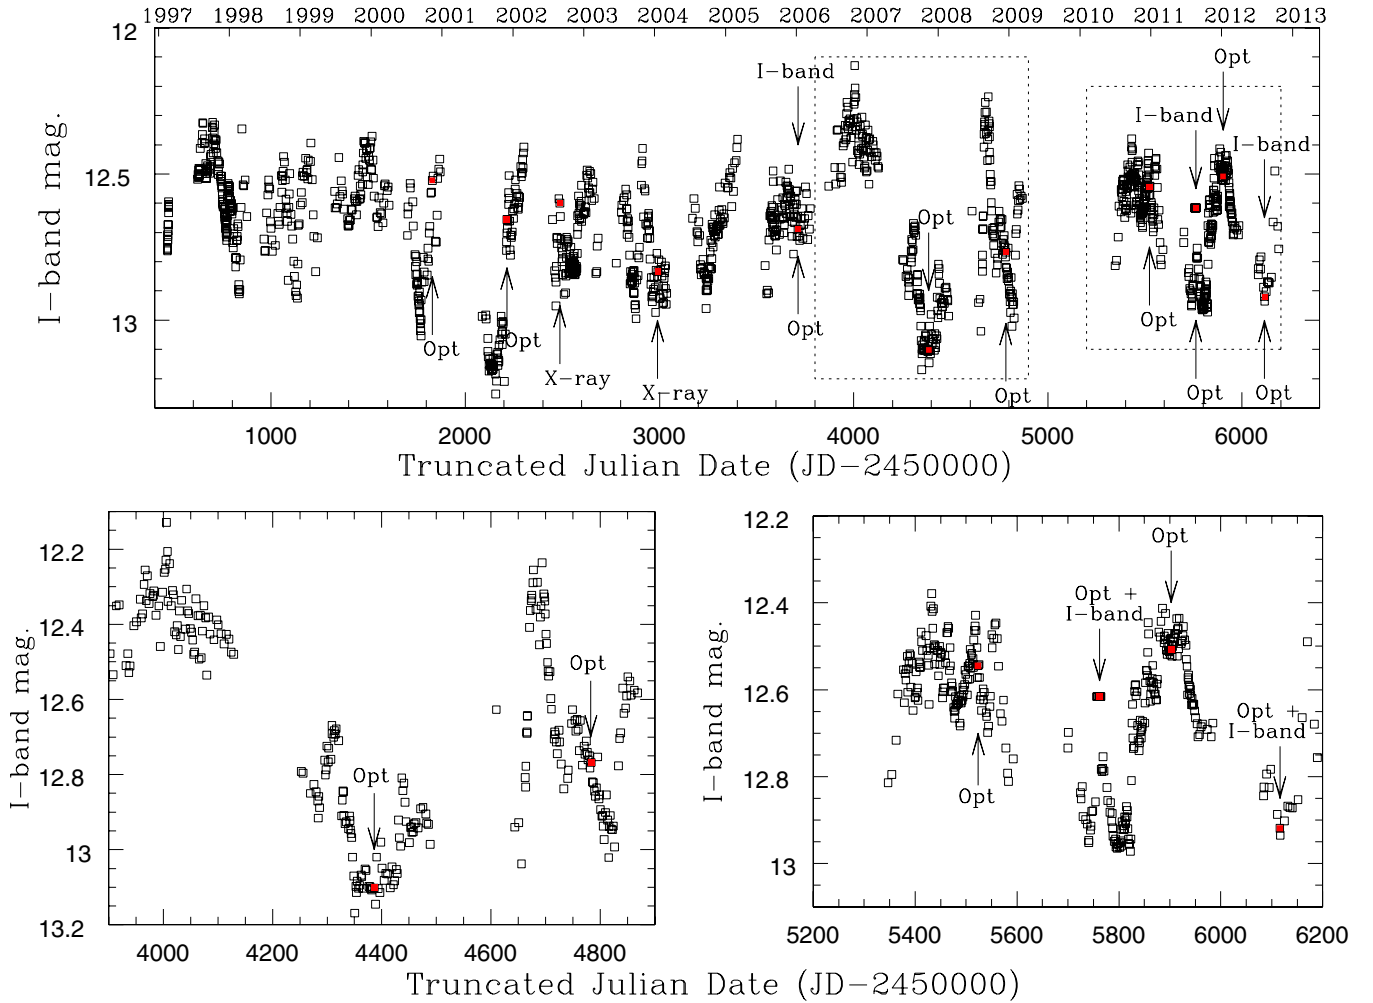 1997 1998 1999 2000 2001 2002 2003 2004 2005 2006 2007 2008 2009 2010 2011 2012 2013
12
12.5
13
I-band mag.
I-band
Opt
I-band
I-band
Opt
Opt
Opt
X-ray
X-ray
Opt
Opt
Opt
Opt
Opt
Opt
1000 2000 3000 4000 5000 6000
Truncated Julian Date (JD-2450000)
12.2
12.4
12.6
12.8
13
13.2
I-band mag.
Opt
Opt
4000 4200 4400 4600 4800
12.2
12.4
12.6
12.8
13
I-band mag.
Opt
Opt +
I-band
Opt +
I-band
Opt
5200 5400 5600 5800 6000 6200
Truncated Julian Date (JD-2450000)